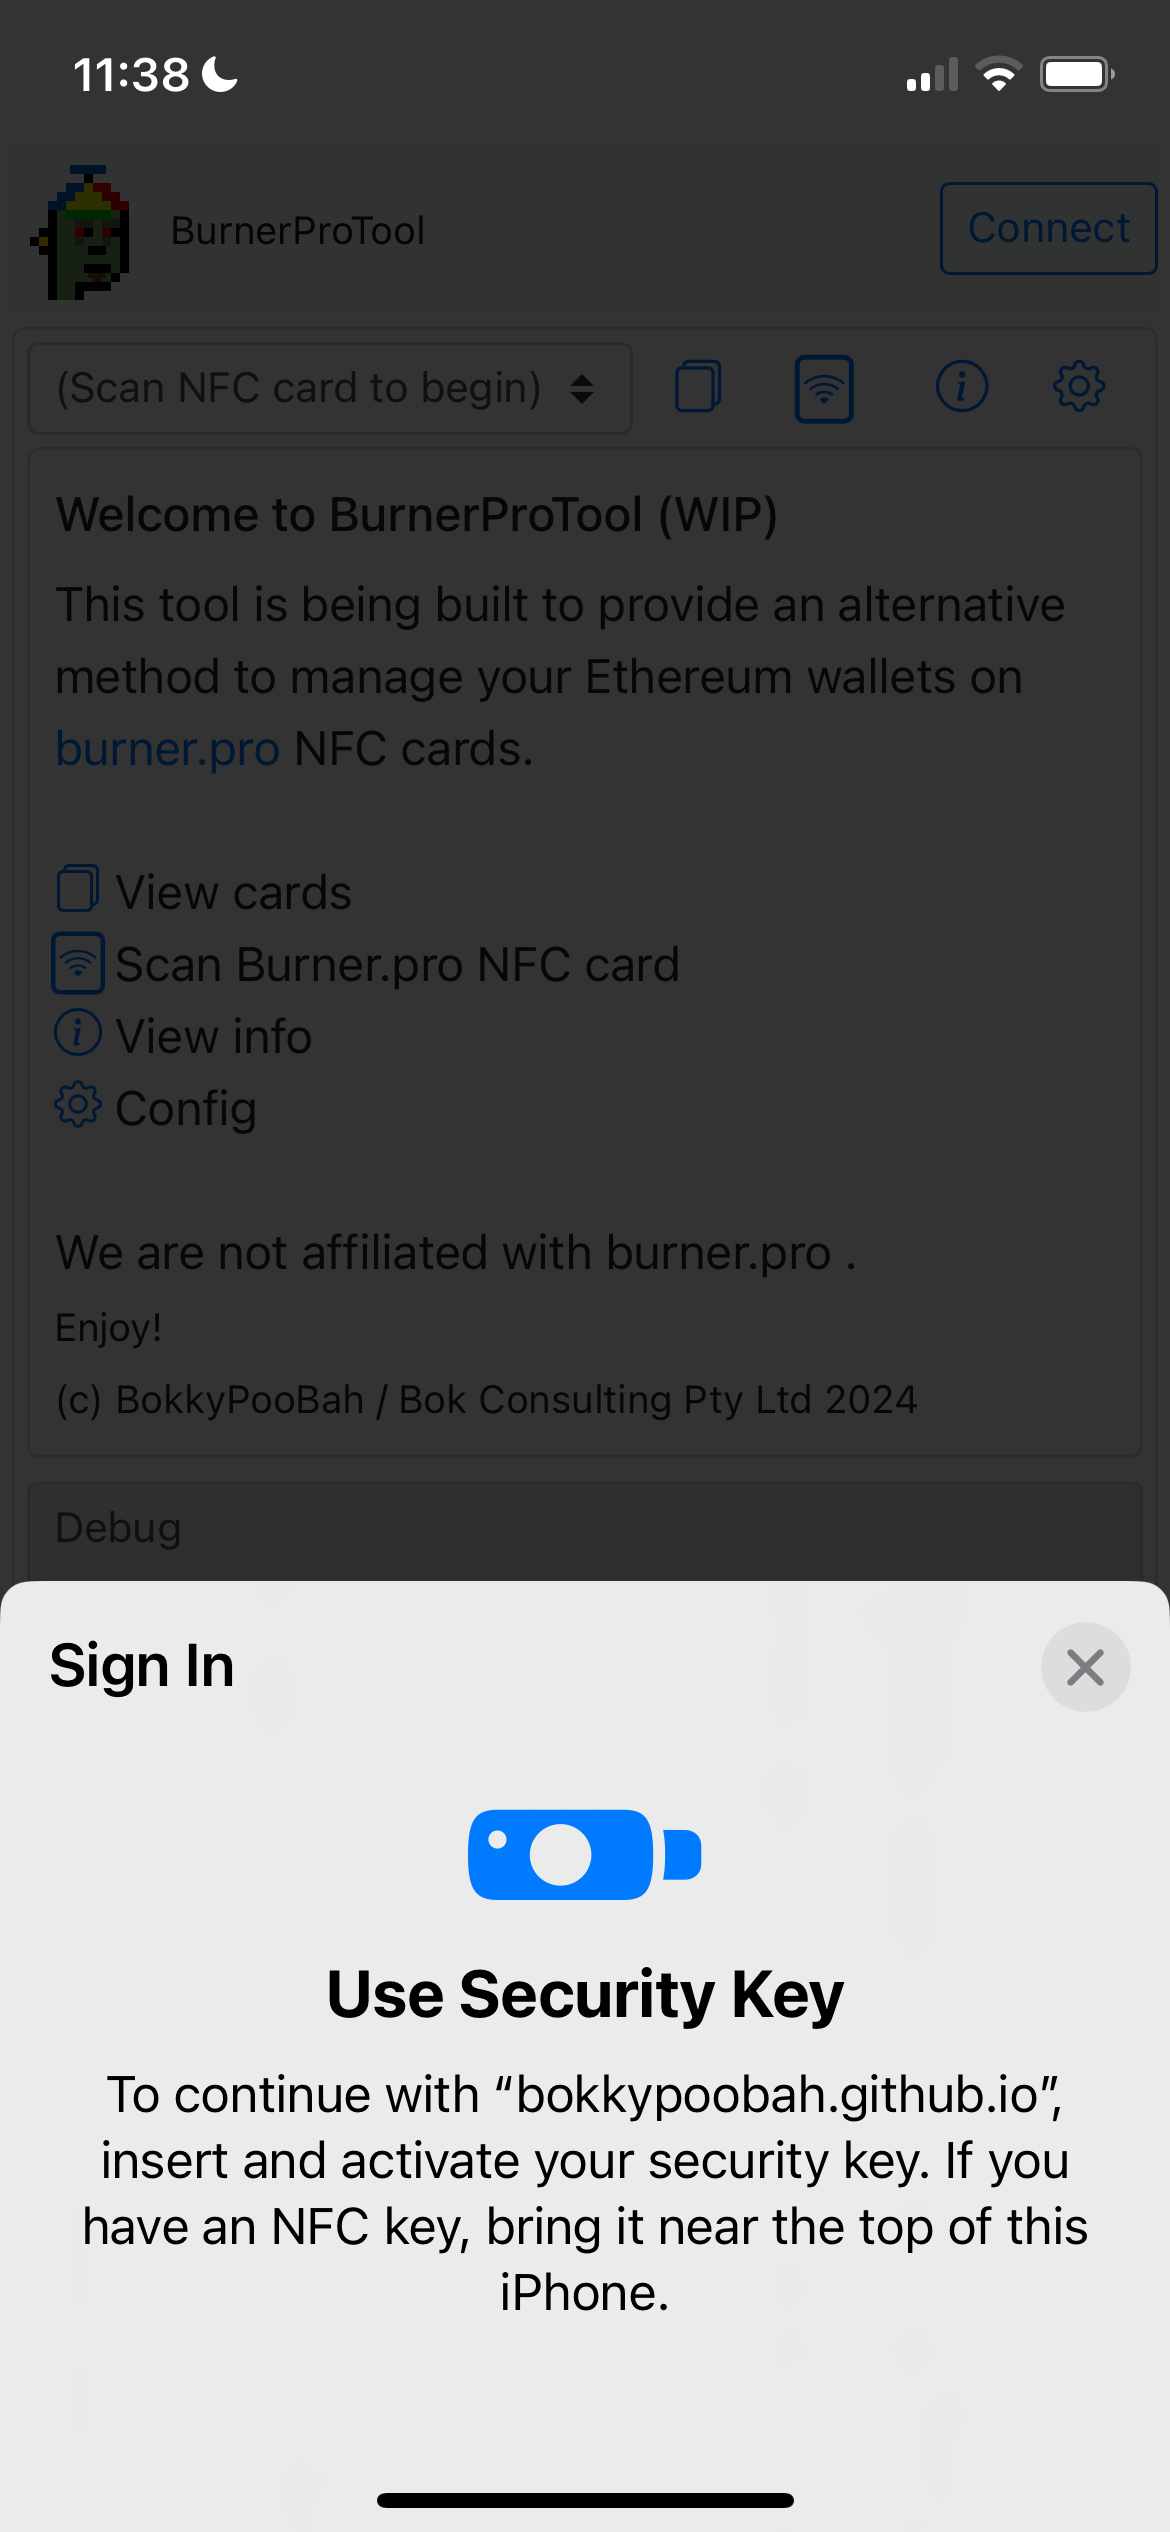 11:38
BurnerProTool
Connect
(Scan NFC card to begin)
Welcome to BurnerProTool (WIP)
This tool is being built to provide an alternative
method to manage your Ethereum wallets on
burner.pro NFC cards.
View cards
Scan Burner.pro NFC card
View info
Config
We are not affiliated with burner.pro .
Enjoy!
(c) BokkyPooBah / Bok Consulting Pty Ltd 2024
Debug
Sign In
Use Security Key
To continue with “bokkypoobah.github.io”,
insert and activate your security key. If you
have an NFC key, bring it near the top of this
iPhone.